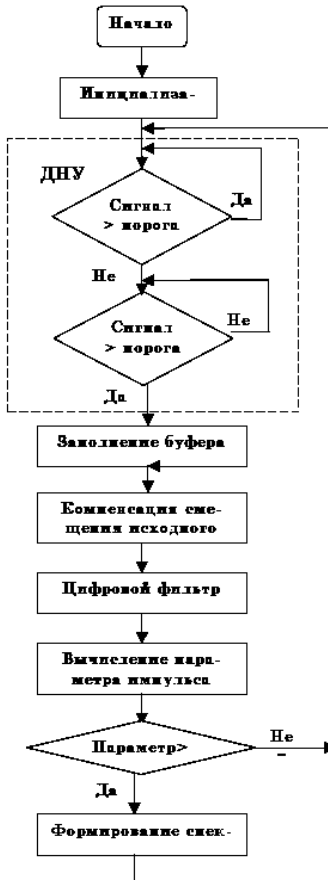 Начало
Инициализа-
ДНУ
Сигнал
> порога
Да
Не
Сигнал
> порога
Не
До
Заполнение буфера
Компенсация сме-
щения исходного
Цифровой фильтр
Вычисление пара-
метра импульса
Параметр>
Не
Да
Формирование спек-